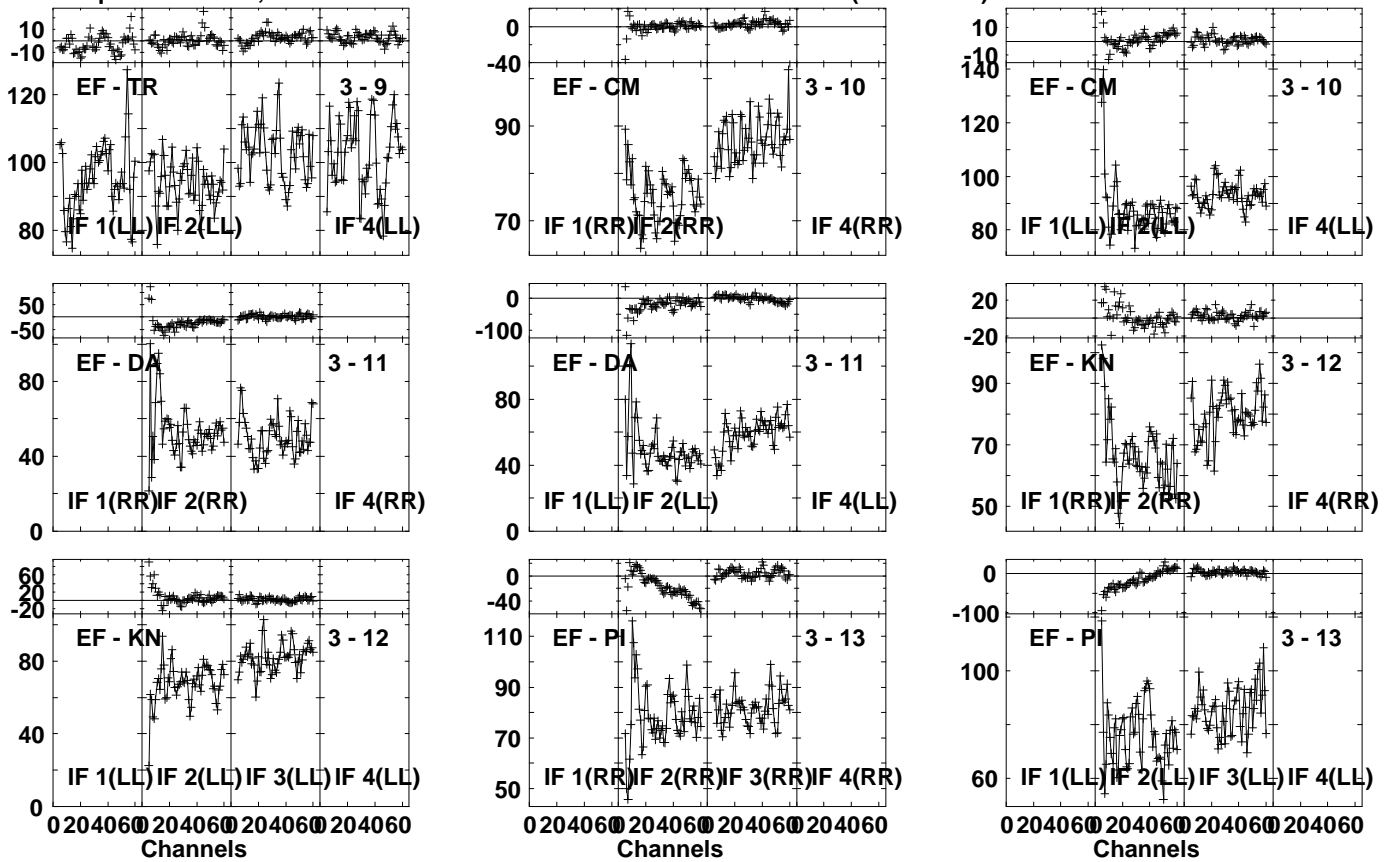 10
-10
EF - TR
3 - 9
120
100
80
IF 1(LL)
IF 2(LL)
IF 4(LL)
0
-40
EF - CM
3 - 10
90
70
IF 1(RR)
IF 2(RR)
IF 4(RR)
10
-10
140
EF - CM
3 - 10
120
100
80
IF 1(LL)
IF 2(LL)
IF 4(LL)
50
-50
EF - DA
3 - 11
80
40
0
IF 1(RR)
IF 2(RR)
IF 4(RR)
0
-100
EF - DA
3 - 11
80
40
0
IF 1(LL)
IF 2(LL)
IF 4(LL)
20
-20
EF - KN
3 - 12
90
70
50
IF 1(RR)
IF 2(RR)
IF 4(RR)
60
20
-20
EF - KN
3 - 12
80
40
0
IF 1(LL)
IF 2(LL)
IF 3(LL)
IF 4(LL)
0 20 40 60 0 20 40 60 0 20 40 60 0 20 40 60
Channels
0
-40
EF - PI
3 - 13
110
90
70
50
IF 1(RR)
IF 2(RR)
IF 3(RR)
IF 4(RR)
0 20 40 60 0 20 40 60 0 20 40 60 0 20 40 60
Channels
0
-100
EF - PI
3 - 13
100
60
IF 1(LL)
IF 2(LL)
IF 3(LL)
IF 4(LL)
0 20 40 60 0 20 40 60 0 20 40 60 0 20 40 60
Channels